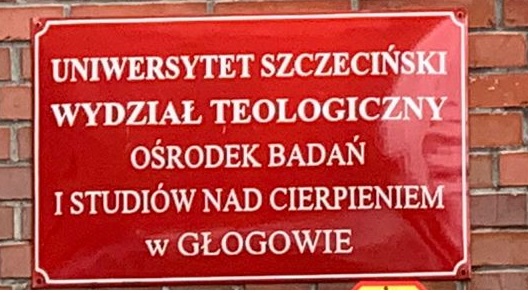 UNIWERSYTET SZCZECIŃSKI
WYDZIAŁ TEOLOGICZNY
OŚRODEK BADAŃ
I STUDIÓW NAD CIERPIENIEM
w GŁOGOWIE